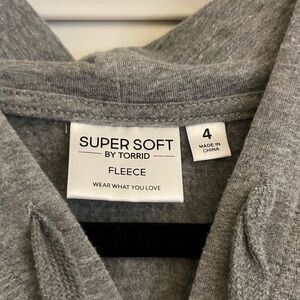 SUPER SOFT
BY TORRID
FLEECE
WEAR WHAT YOU LOVE
4
MADE IN
CHINA